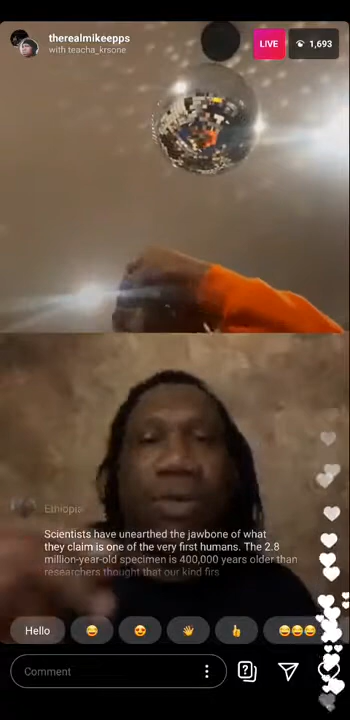 therealmikeepps
with teacha_krsone
LIVE
1,693
Ethiopia
Scientists have unearthed the jawbone of what
they claim is one of the very first humans. The 2.8
million-year-old specimen is 400,000 years older than
researchers thought that our kind firs
Hello
Comment